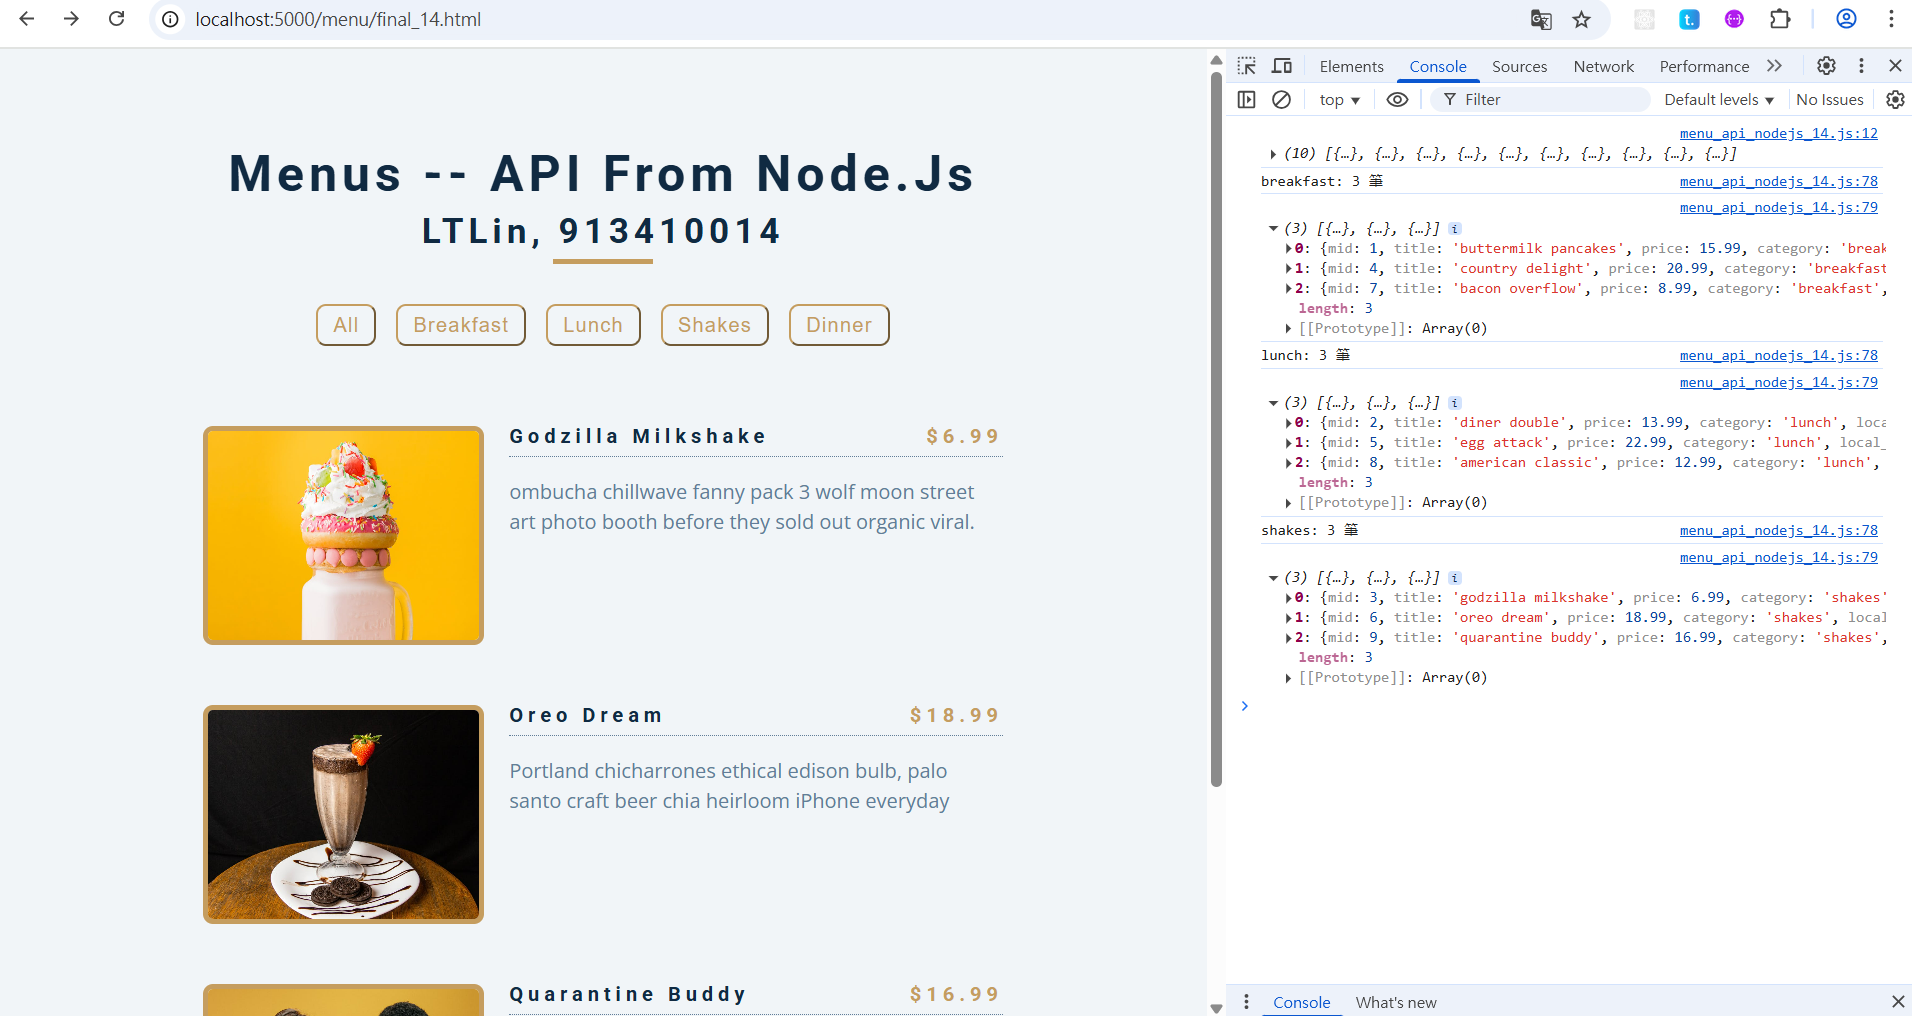 localhost:5000/menu/final_14.html
Menus -- API From Node.Js
LTLin, 913410014
All
Breakfast
Lunch
Shakes
Dinner
Godzilla Milkshake
$6.99
ombucha chillwave fanny pack 3 wolf moon street
art photo booth before they sold out organic viral.
Oreo Dream
$18.99
Portland chicharrones ethical edison bulb, palo
santo craft beer chia heirloom iPhone everyday
Quarantine Buddy
$16.99
Elements
Console
Sources
Network
Performance
top
Filter
Default levels
No Issues
menu_api_nodejs_14.js:12
(10) [{…}, {…}, {…}, {…}, {…}, {…}, {…}, {…}, {…}, {…}]
breakfast: 3 筆
menu_api_nodejs_14.js:78
menu_api_nodejs_14.js:79
(3) [{…}, {…}, {…}]
0: {mid: 1, title: 'buttermilk pancakes', price: 15.99, category: 'break
1: {mid: 4, title: 'country delight', price: 20.99, category: 'breakfast
2: {mid: 7, title: 'bacon overflow', price: 8.99, category: 'breakfast',
length: 3
[[Prototype]]: Array(0)
lunch: 3 筆
menu_api_nodejs_14.js:78
menu_api_nodejs_14.js:79
(3) [{…}, {…}, {…}]
0: {mid: 2, title: 'diner double', price: 13.99, category: 'lunch', loca
1: {mid: 5, title: 'egg attack', price: 22.99, category: 'lunch', local_
2: {mid: 8, title: 'american classic', price: 12.99, category: 'lunch',
length: 3
[[Prototype]]: Array(0)
shakes: 3 筆
menu_api_nodejs_14.js:78
menu_api_nodejs_14.js:79
(3) [{…}, {…}, {…}]
0: {mid: 3, title: 'godzilla milkshake', price: 6.99, category: 'shakes'
1: {mid: 6, title: 'oreo dream', price: 18.99, category: 'shakes', local
2: {mid: 9, title: 'quarantine buddy', price: 16.99, category: 'shakes',
length: 3
[[Prototype]]: Array(0)
Console
What's new